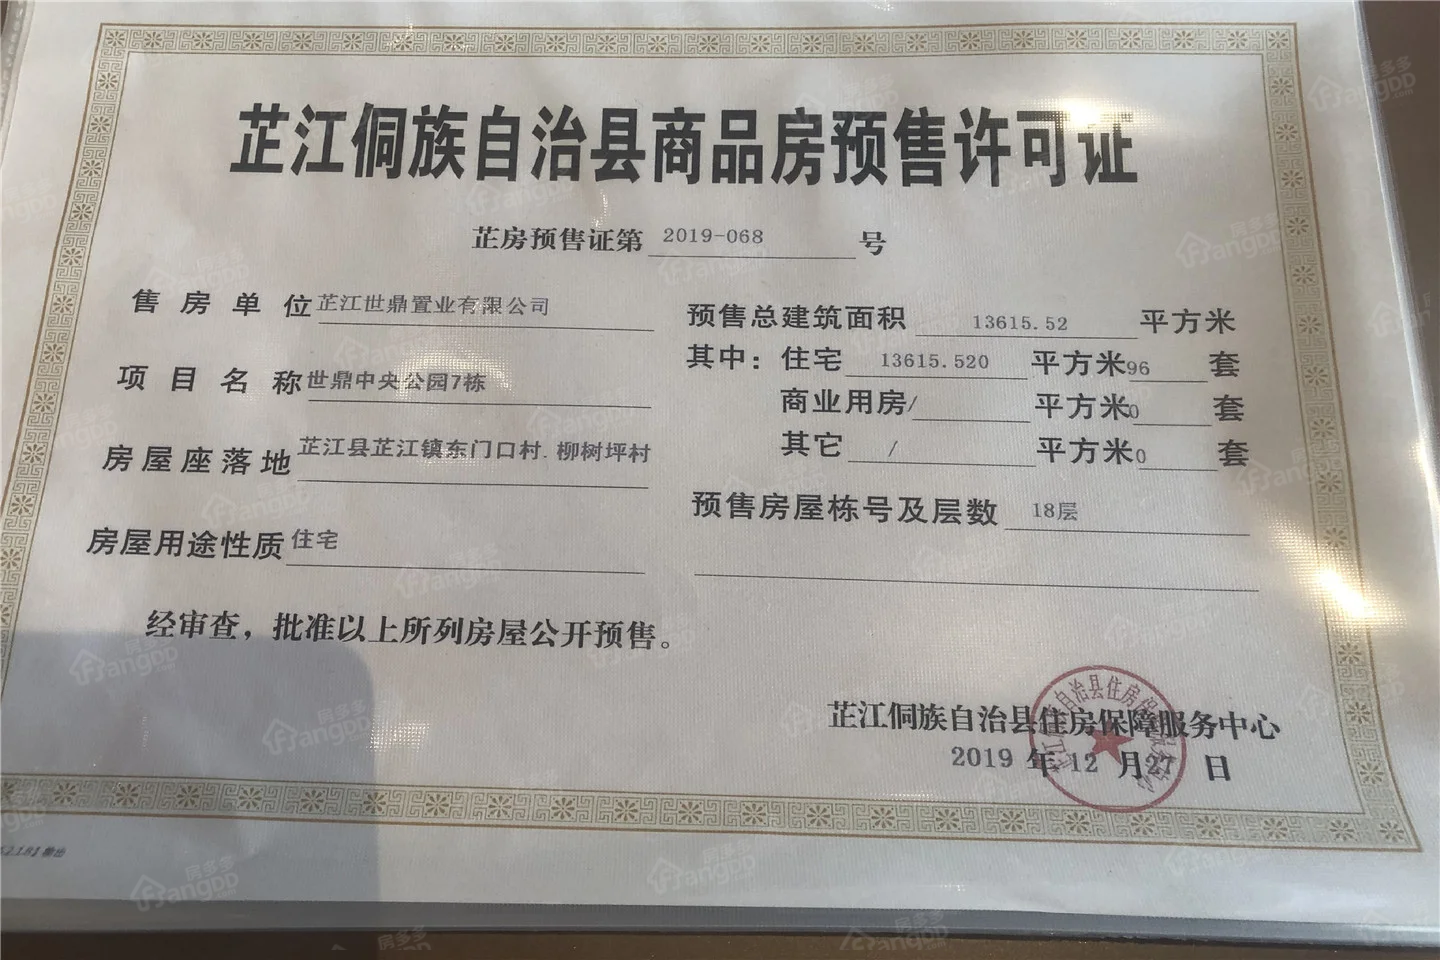 芷江侗族自治县商品房预售许可证
芷房预售证第 2019-068 号
售房单位 芷江世鼎置业有限公司
项目名称 世鼎中央公园7栋
房屋座落地 芷江县芷江镇东门口村.柳树坪村
房屋用途性质 住宅
预售总建筑面积 13615.52 平方米
其中：住宅 13615.520 平方米 96 套
商业用房 / 平方米 0 套
其它 / 平方米 0 套
预售房屋栋号及层数 18层
经审查，批准以上所列房屋公开预售。
芷江侗族自治县住房保障服务中心
2019 年 12 月 27 日
房多多
Fangdd.com